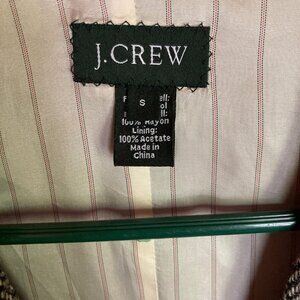 J.CREW
S
100% Rayon
Lining:
100% Acetate
Made in
China